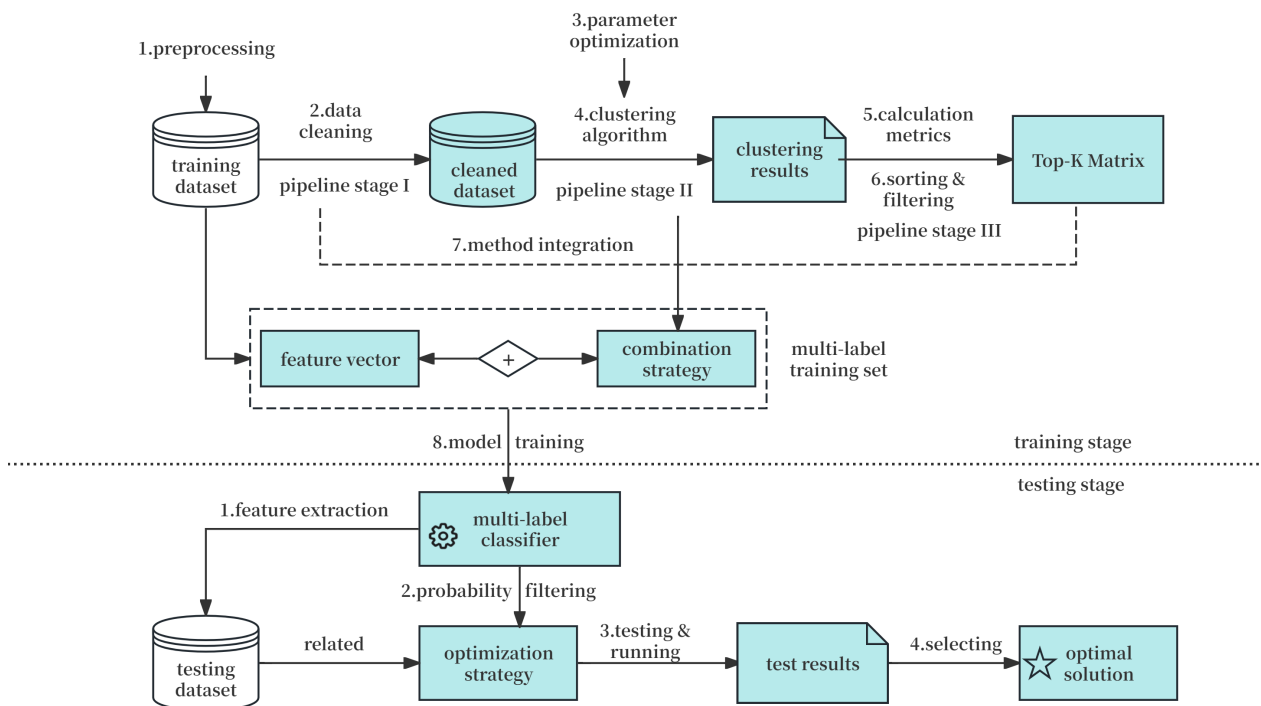 1.preprocessing
3.parameter
optimization
training
dataset
2.data
cleaning
pipeline stage I
cleaned
dataset
4.clustering
algorithm
pipeline stage II
clustering
results
5.calculation
metrics
6.sorting &
filtering
pipeline stage III
Top-K Matrix
7.method integration
feature vector
+
combination
strategy
multi-label
training set
8.model training
training stage
testing stage
1.feature extraction
multi-label
classifier
2.probability filtering
testing
dataset
related
optimization
strategy
3.testing &
running
test results
4.selecting
optimal
solution